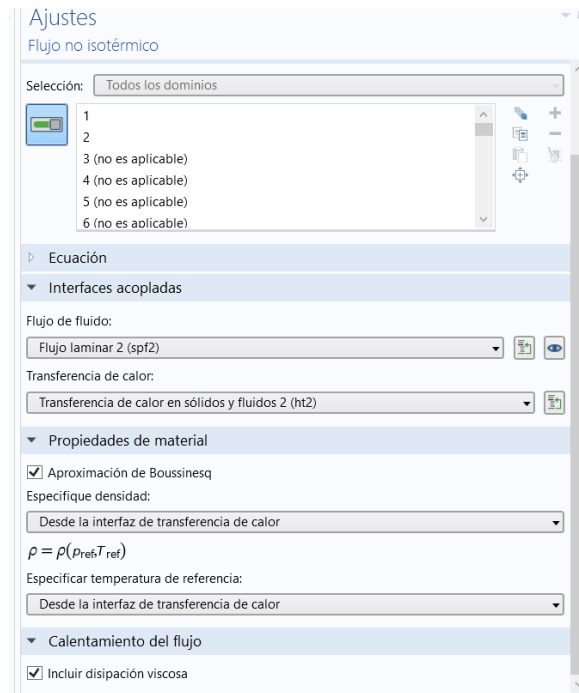 Ajustes
Flujo no isotérmico
Selección: Todos los dominios
1
2
3 (no es aplicable)
4 (no es aplicable)
5 (no es aplicable)
6 (no es aplicable)
Ecuación
Interfaces acopladas
Flujo de fluido:
Flujo laminar 2 (spf2)
Transferencia de calor:
Transferencia de calor en sólidos y fluidos 2 (ht2)
Propiedades de material
Aproximación de Boussinesq
Especifique densidad:
Desde la interfaz de transferencia de calor
ρ = ρ(pref,Tref)
Especificar temperatura de referencia:
Desde la interfaz de transferencia de calor
Calentamiento del flujo
Incluir disipación viscosa